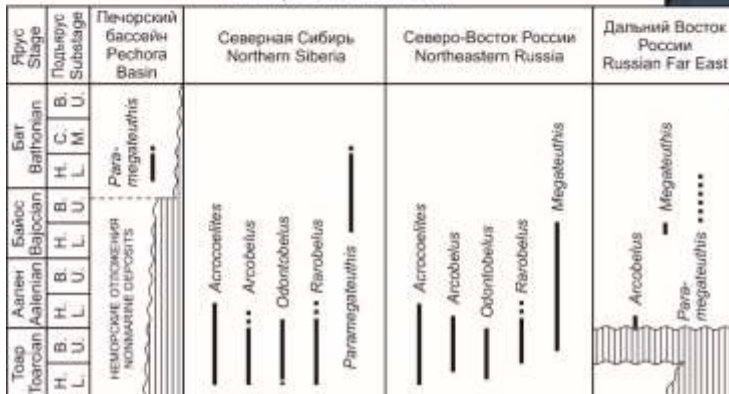 Ярус
Stage
Подъярус
Substage
Печорский
бассейн
Pechora
Basin
Северная Сибирь
Northern Siberia
Северо-Восток России
Northeastern Russia
Дальний Восток
России
Russian Far East
Бат
Bathonian
В.
U.
С.
M.
Н.
L.
Байос
Bajocian
В.
U.
Н.
L.
Аален
Aalenian
В.
U.
Н.
L.
Тоар
Toarcian
В.
U.
Н.
L.
Para-
megateuthis
НЕМОРСКИЕ ОТЛОЖЕНИЯ
NONMARINE DEPOSITS
Acrocoelites
Arcobelus
Odontobelus
Rarobelus
Paramegateuthis
Acrocoelites
Arcobelus
Odontobelus
Rarobelus
Megateuthis
Arcobelus
Megateuthis
Para-
megateuthis